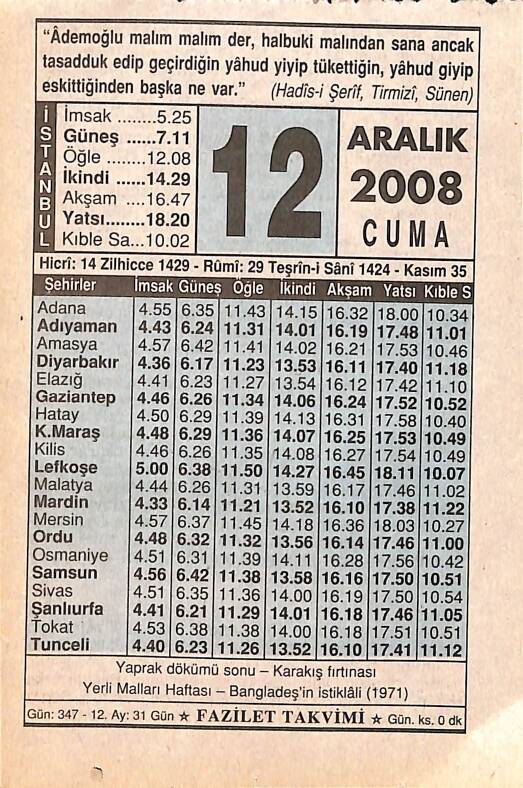 “Âdemoğlu malım malım der, halbuki malından sana ancak
tasadduk edip geçirdiğin yâhud yiyip tükettiğin, yâhud giyip
eskittiğinden başka ne var.” (Hadîs-i Şerîf, Tirmizî, Sünen)
İSTANBUL
İmsak ........5.25
Güneş ......7.11
Öğle .......12.08
İkindi ......14.29
Akşam ....16.47
Yatsı.......18.20
Kıble Sa...10.02
12
ARALIK
2008
CUMA
Hicrî: 14 Zilhicce 1429 - Rûmî: 29 Teşrîn-i Sânî 1424 - Kasım 35
Şehirler İmsak Güneş Öğle İkindi Akşam Yatsı Kıble S
Adana 4.55 6.35 11.43 14.15 16.32 18.00 10.34
Adıyaman 4.43 6.24 11.31 14.01 16.19 17.48 11.01
Amasya 4.57 6.42 11.41 14.02 16.21 17.53 10.46
Diyarbakır 4.36 6.17 11.23 13.53 16.11 17.40 11.18
Elazığ 4.41 6.23 11.27 13.54 16.12 17.42 11.10
Gaziantep 4.46 6.26 11.34 14.06 16.24 17.52 10.52
Hatay 4.50 6.29 11.39 14.13 16.31 17.58 10.40
K.Maraş 4.48 6.29 11.36 14.07 16.25 17.53 10.49
Kilis 4.46 6.26 11.35 14.08 16.27 17.54 10.49
Lefkoşe 5.00 6.38 11.50 14.27 16.45 18.11 10.07
Malatya 4.44 6.26 11.31 13.59 16.17 17.46 11.02
Mardin 4.33 6.14 11.21 13.52 16.10 17.38 11.22
Mersin 4.57 6.37 11.45 14.18 16.36 18.03 10.27
Ordu 4.48 6.32 11.32 13.56 16.14 17.46 11.00
Osmaniye 4.51 6.31 11.39 14.11 16.28 17.56 10.42
Samsun 4.56 6.42 11.38 13.58 16.16 17.50 10.51
Sivas 4.51 6.35 11.36 14.00 16.19 17.50 10.54
Şanlıurfa 4.41 6.21 11.29 14.01 16.18 17.46 11.05
Tokat 4.53 6.38 11.38 14.00 16.18 17.51 10.51
Tunceli 4.40 6.23 11.26 13.52 16.10 17.41 11.12
Yaprak dökümü sonu – Karakış fırtınası
Yerli Malları Haftası – Bangladeş'in istiklâli (1971)
Gün: 347 - 12. Ay: 31 Gün ★ FAZİLET TAKVİMİ ★ Gün. ks. 0 dk